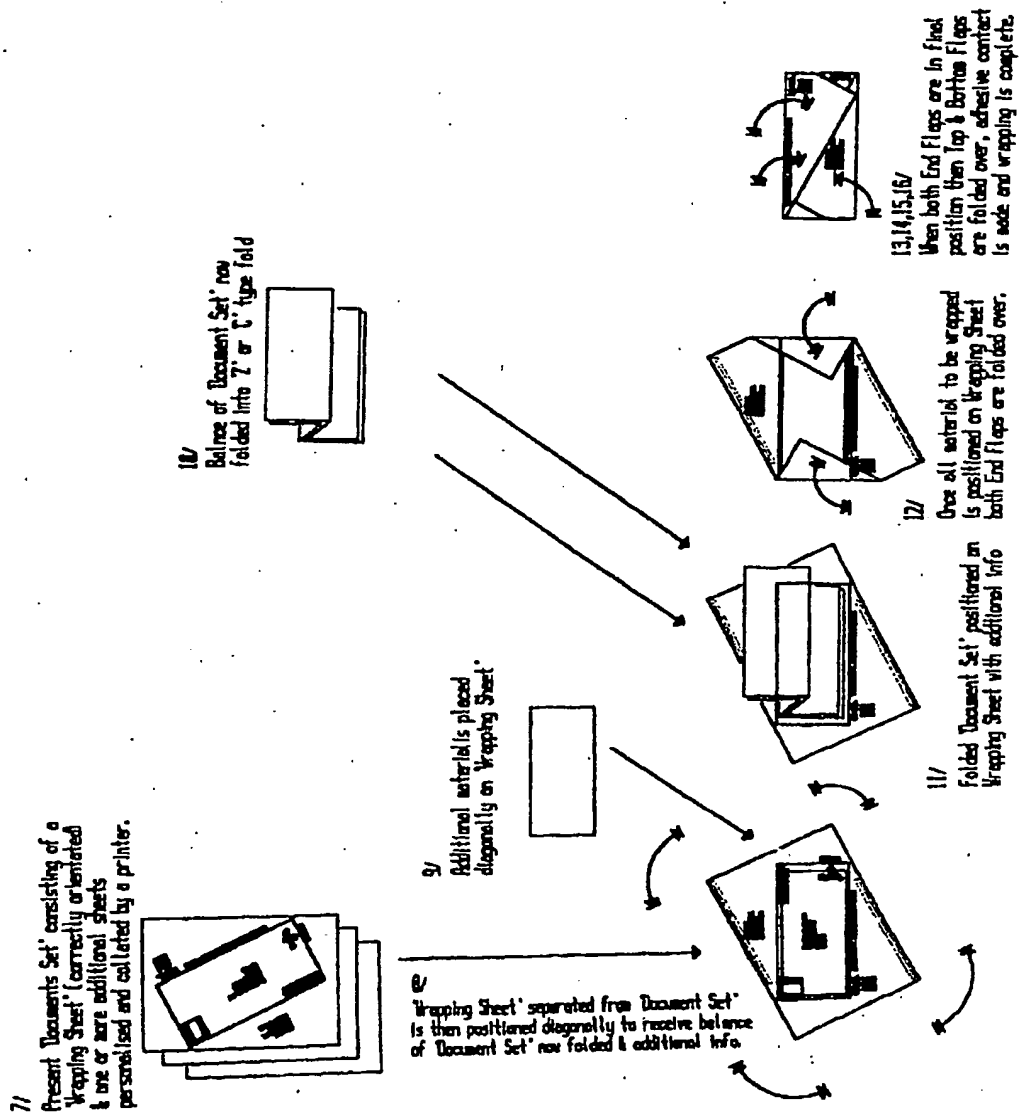 7/
Present 'Documents Set' consisting of a
'Wrapping Sheet' (correctly orientated)
& one or more additional sheets
personalised and collated by a printer.
8/
'Wrapping Sheet' separated from 'Document Set'
is then positioned diagonally to receive balance
of 'Document Set' now folded & additional info.
9/
Additional material is placed
diagonally on 'Wrapping Sheet'
10/
Balnce of 'Document Set' now
folded into 'Z' or 'C' type fold
11/
Folded 'Document Set' positioned on
Wrapping Sheet with additional info
12/
Once all material to be wrapped
is positioned on Wrapping Sheet
both End Flaps are folded over.
13,14,15,16/
When both End Flaps are in final
position then Top & Bottom Flaps
are folded over, adhesive contact
is made and wrapping is complete.